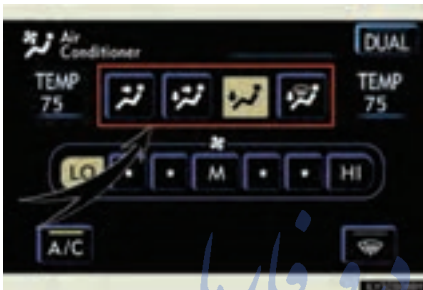 Air
Conditioner
DUAL
TEMP
75
TEMP
75
LO
M
HI
A/C